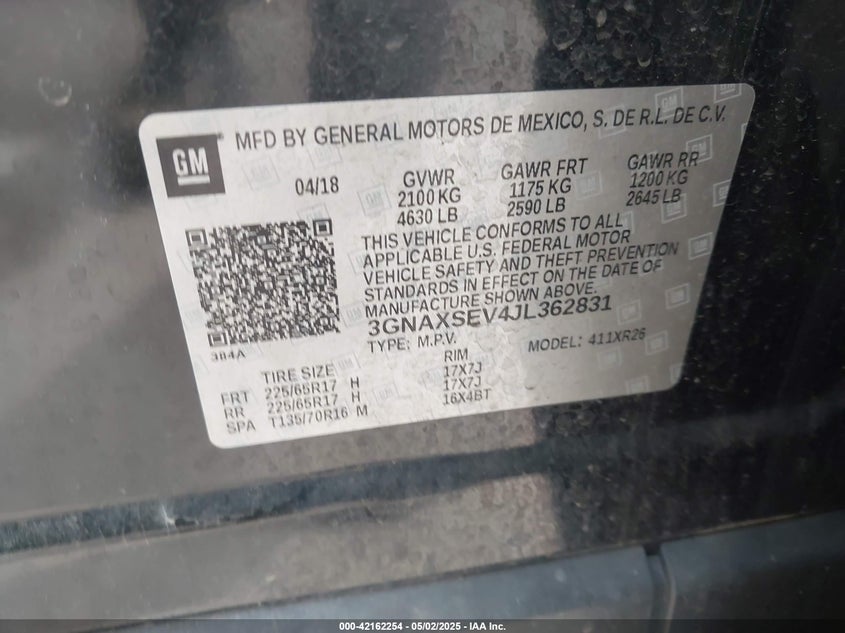 GM
MFD BY GENERAL MOTORS DE MEXICO, S. DE R.L. DE C.V.
04/18 GVWR GAWR FRT GAWR RR
2100 KG 1175 KG 1200 KG
4630 LB 2590 LB 2645 LB
THIS VEHICLE CONFORMS TO ALL
APPLICABLE U.S. FEDERAL MOTOR
VEHICLE SAFETY AND THEFT PREVENTION
STANDARDS IN EFFECT ON THE DATE OF
MANUFACTURE SHOWN ABOVE.
3GNAXSEV4JL362831
TYPE: M.P.V. MODEL: 411XR26
384A
TIRE SIZE RIM
FRT 225/65R17 H 17X7J
RR 225/65R17 H 17X7J
SPA T135/70R16 M 16X4BT
000-42162254 - 05/02/2025 - IAA Inc.